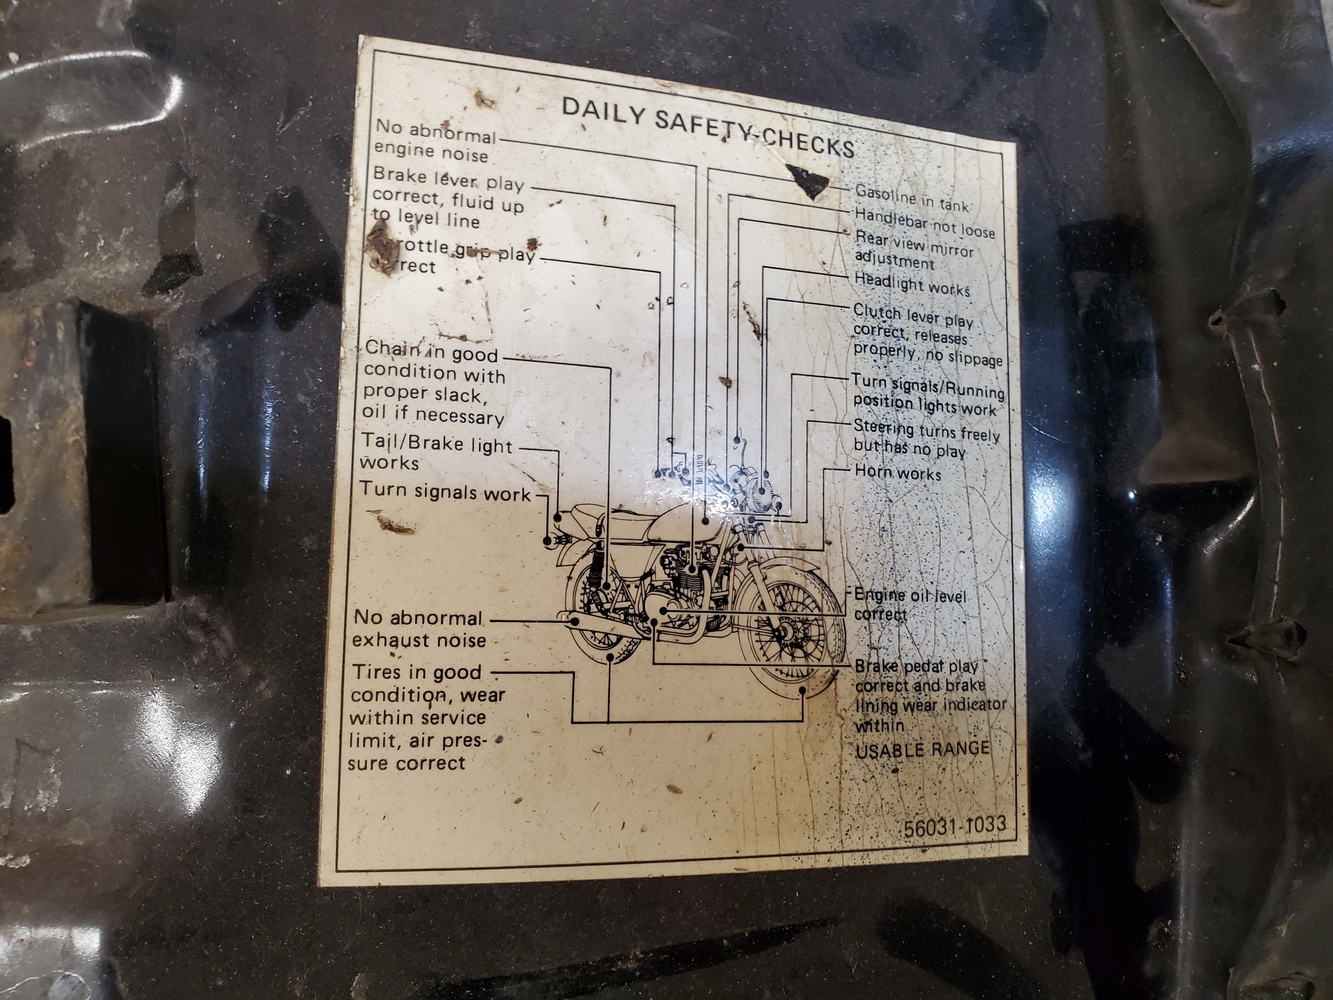 DAILY SAFETY-CHECKS
No abnormal
engine noise
Brake lever play
correct, fluid up
to level line
rottle grip play
rrect
Chain in good
condition with
proper slack,
oil if necessary
Tail/Brake light
works
Turn signals work
No abnormal
exhaust noise
Tires in good
condition, wear
within service
limit, air pres-
sure correct
Gasoline in tank
Handlebar not loose
Rear view mirror
adjustment
Headlight works
Clutch lever play
correct, releases
properly, no slippage
Turn signals/Running
position lights work
Steering turns freely
but has no play
Horn works
Engine oil level
correct
Brake pedal play
correct and brake
lining wear indicator
within
USABLE RANGE
56031-1033